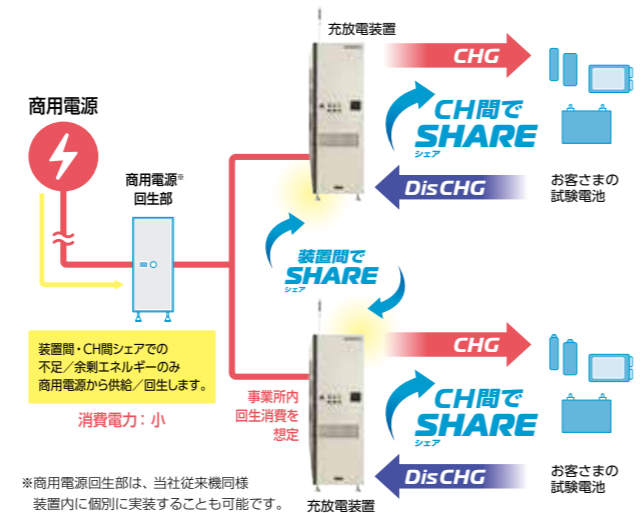 充放電装置
CHG
CH間で
SHARE
シェア
DisCHG
お客さまの
試験電池
商用電源
商用電源※
回生部
装置間で
SHARE
シェア
装置間・CH間シェアでの
不足／余剰エネルギーのみ
商用電源から供給／回生します。
消費電力：小
事業所内
回生消費を
想定
CHG
CH間で
SHARE
シェア
DisCHG
お客さまの
試験電池
充放電装置
※商用電源回生部は、当社従来機同様
装置内に個別に実装することも可能です。